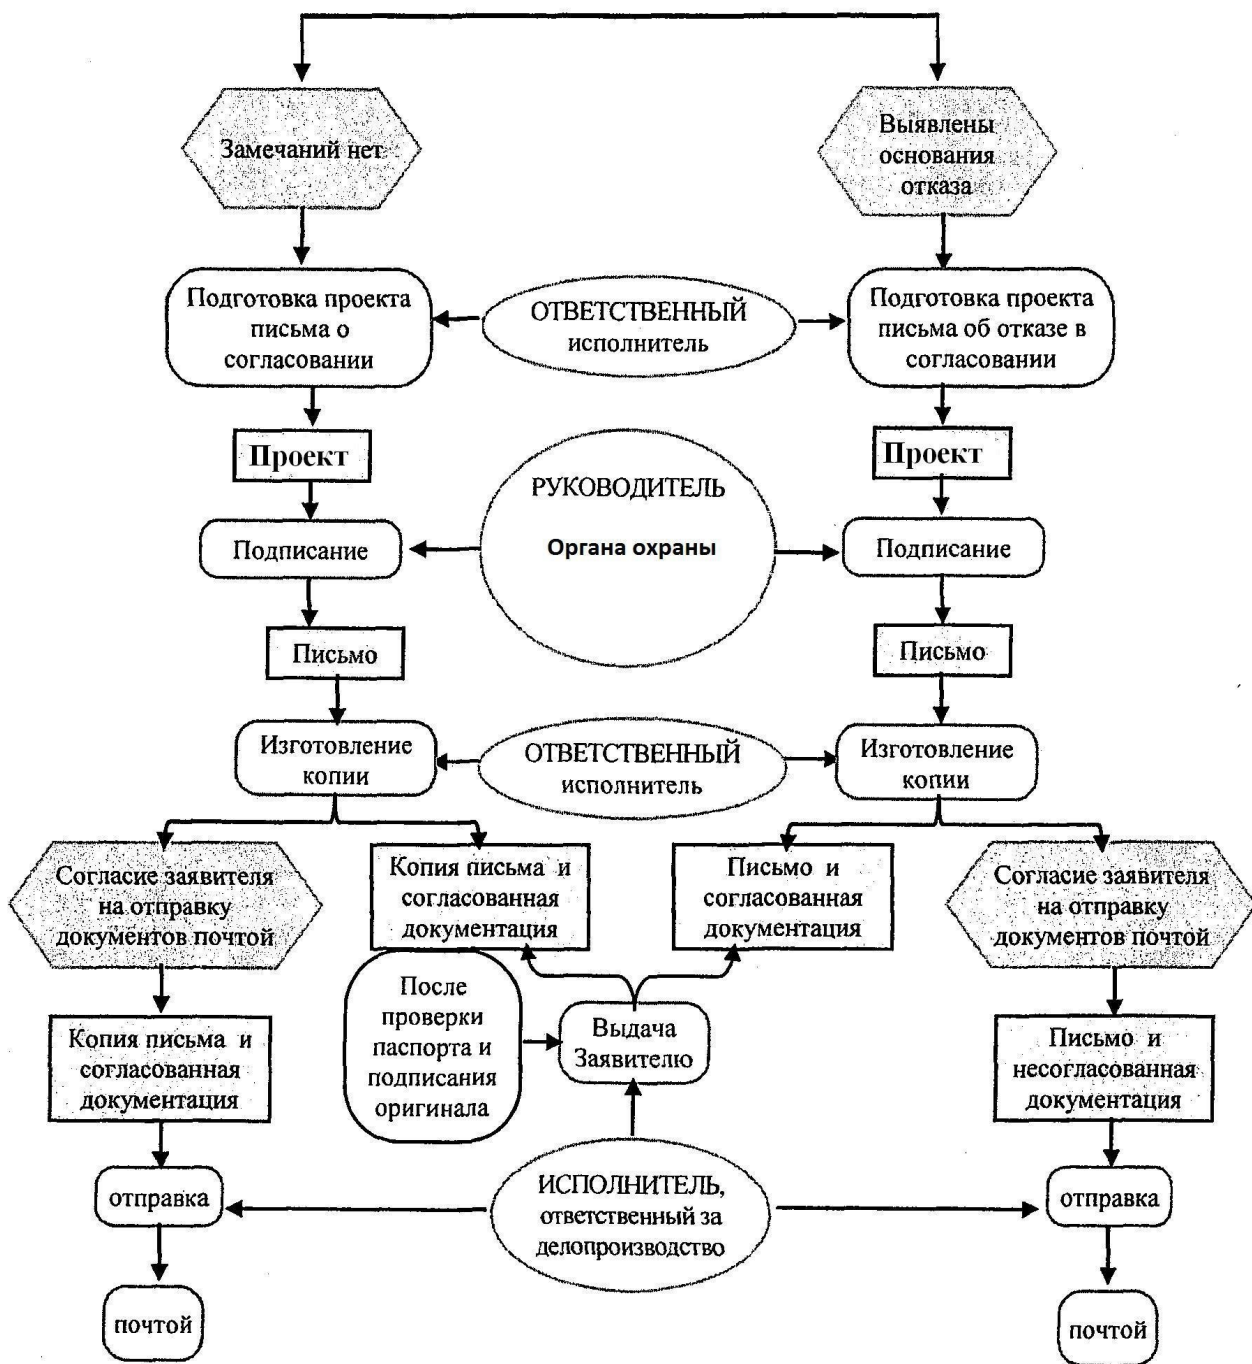 Замечаний нет
Выявлены
основания
отказа
Подготовка проекта
письма о
согласовании
ОТВЕТСТВЕННЫЙ
исполнитель
Подготовка проекта
письма об отказе в
согласовании
Проект
РУКОВОДИТЕЛЬ
Органа охраны
Проект
Подписание
Подписание
Письмо
Письмо
Изготовление
копии
ОТВЕТСТВЕННЫЙ
исполнитель
Изготовление
копии
Согласие заявителя
на отправку
документов почтой
Копия письма и
согласованная
документация
Письмо и
согласованная
документация
Согласие заявителя
на отправку
документов почтой
После
проверки
паспорта и
подписания
оригинала
Выдача
Заявителю
Копия письма и
согласованная
документация
Письмо и
несогласованная
документация
отправка
ИСПОЛНИТЕЛЬ,
ответственный за
делопроизводство
отправка
почтой
почтой